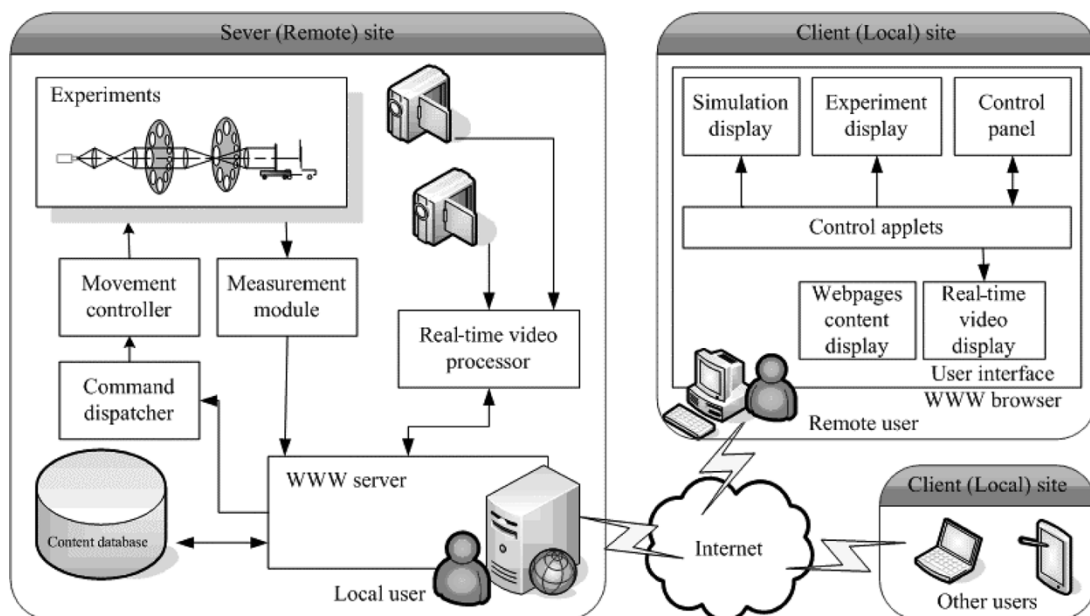 Sever (Remote) site
Experiments
Movement
controller
Measurement
module
Real-time video
processor
Command
dispatcher
WWW server
Content database
Local user
Client (Local) site
Simulation
display
Experiment
display
Control
panel
Control applets
Webpages
content
display
Real-time
video
display
User interface
WWW browser
Remote user
Internet
Client (Local) site
Other users